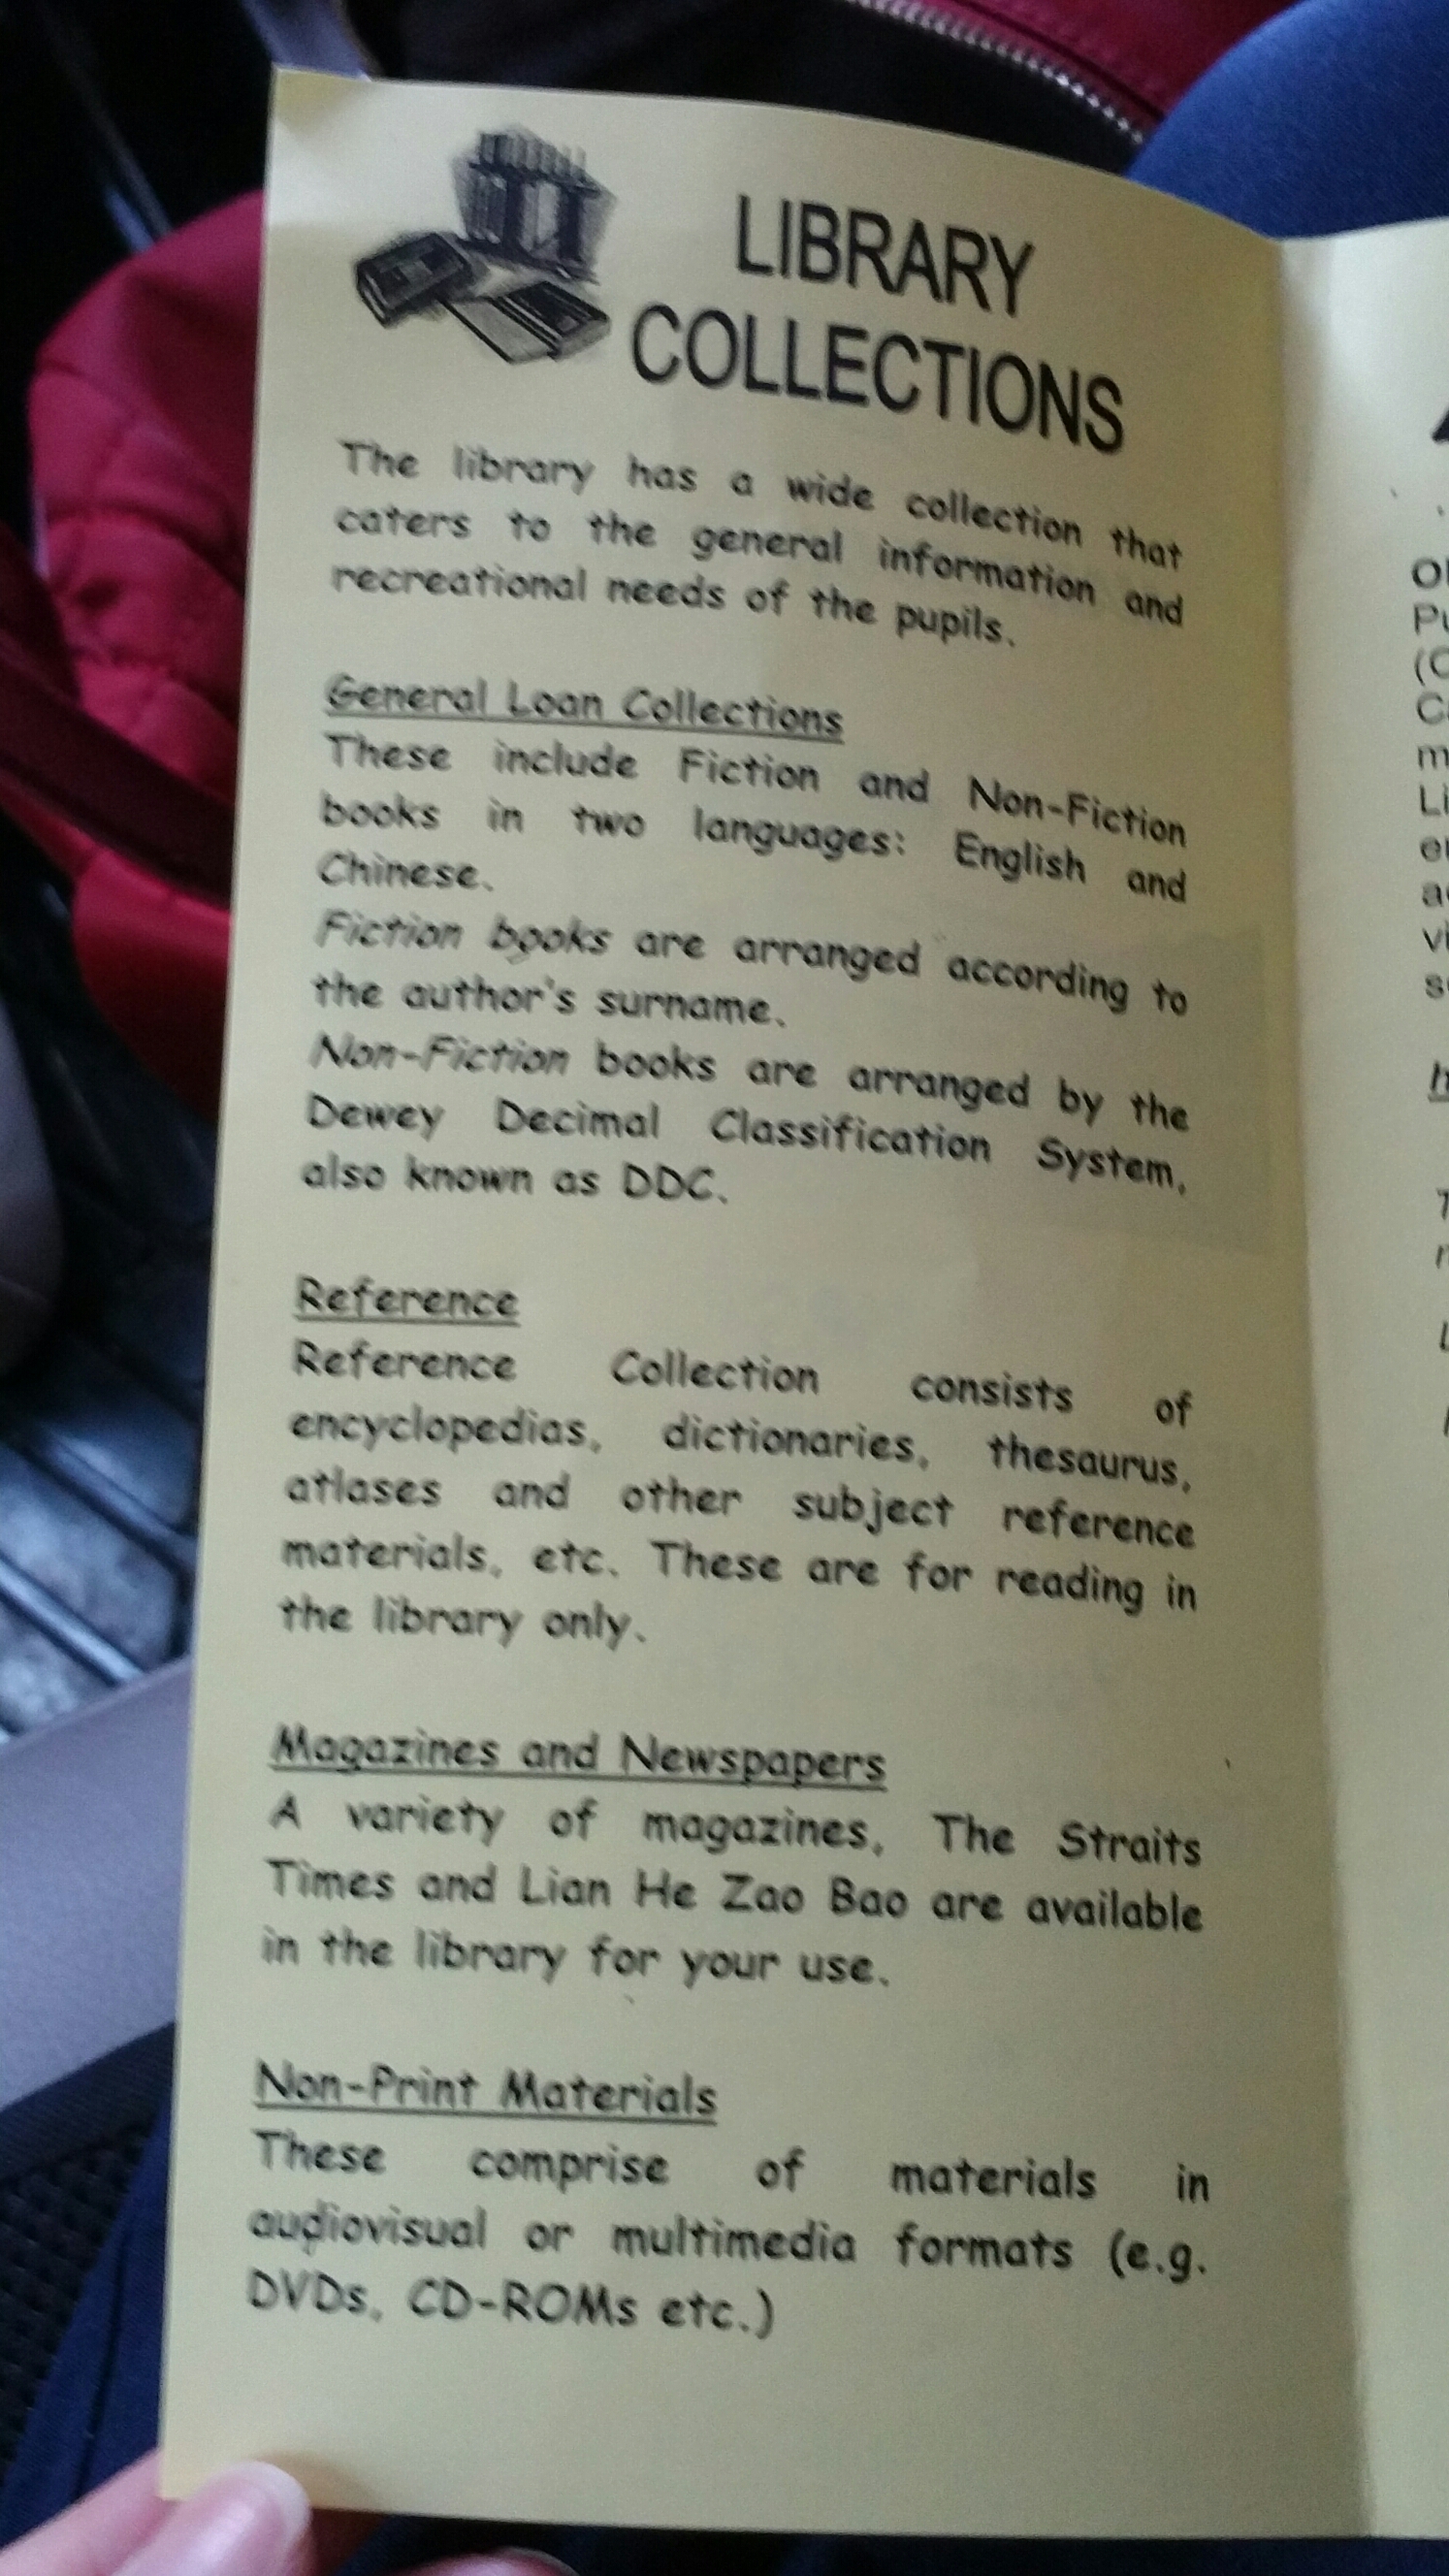 LIBRARY
COLLECTIONS
The library has a wide collection that
caters to the general information and
recreational needs of the pupils.
General Loan Collections
These include Fiction and Non-Fiction
books in two languages: English and
Chinese.
Fiction books are arranged according to
the author's surname.
Non-Fiction books are arranged by the
Dewey Decimal Classification System,
also known as DDC.
Reference
Reference Collection consists of
encyclopedias, dictionaries, thesaurus,
atlases and other subject reference
materials, etc. These are for reading in
the library only.
Magazines and Newspapers
A variety of magazines, The Straits
Times and Lian He Zao Bao are available
in the library for your use.
Non-Print Materials
These comprise of materials in
audiovisual or multimedia formats (e.g.
DVDs, CD-ROMs etc.)